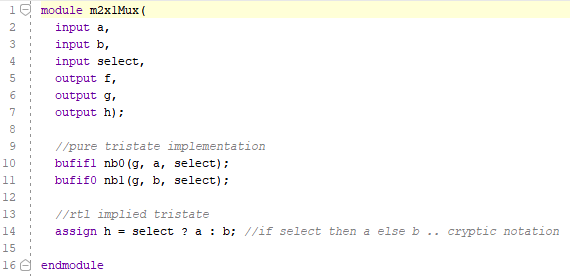 1 module m2x1Mux(
2 input a,
3 input b,
4 input select,
5 output f,
6 output g,
7 output h);
8
9 //pure tristate implementation
10 bufif1 nb0(g, a, select);
11 bufif0 nb1(g, b, select);
12
13 //rtl implied tristate
14 assign h = select ? a : b; //if select then a else b .. cryptic notation
15
16 endmodule